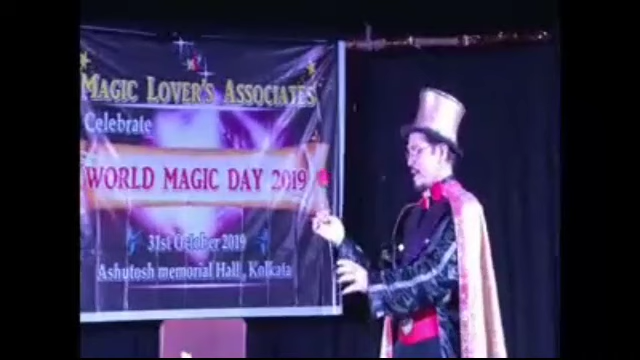 Magic Lover's Associates
Celebrate
WORLD MAGIC DAY 2019
31st October 2019
Ashutosh memorial Hall, Kolkata